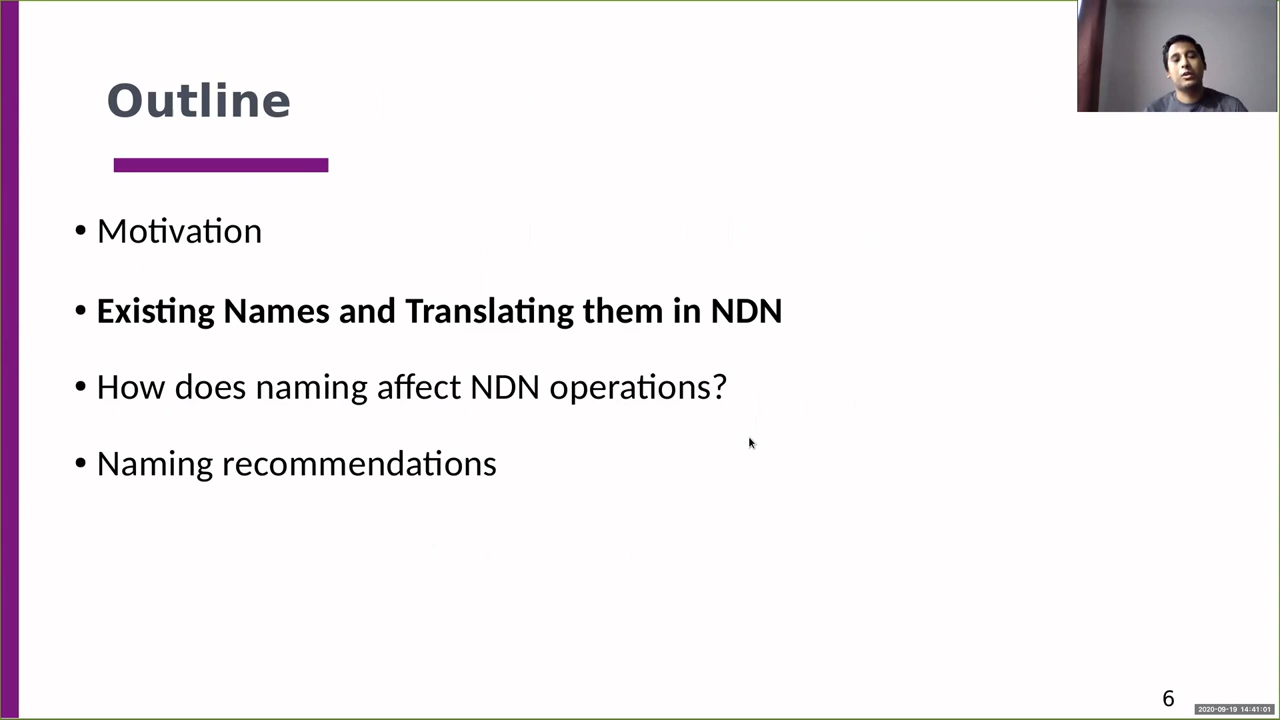 Outline
• Motivation
• Existing Names and Translating them in NDN
• How does naming affect NDN operations?
• Naming recommendations
6
2020-09-19 14:41:01